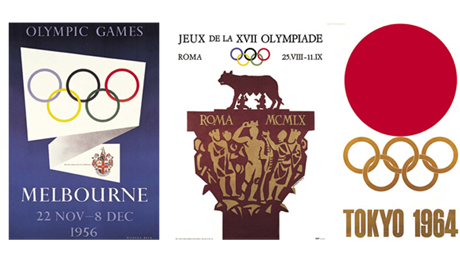 OLYMPIC GAMES
MELBOURNE
22 NOV–8 DEC
1956
JEUX DE LA XVII OLYMPIADE
ROMA 25.VIII-11.IX
ROMA MCMLX
TOKYO 1964